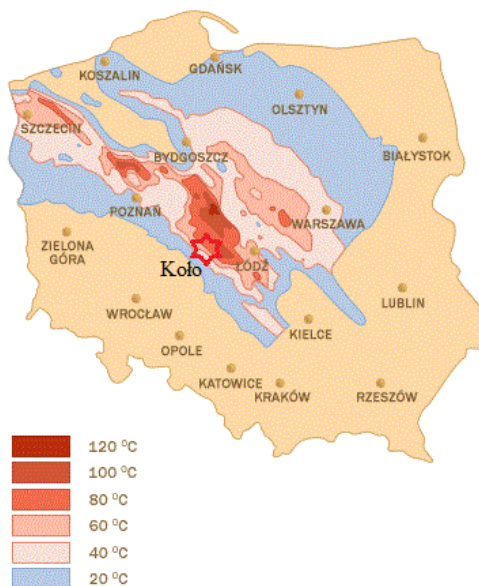 GDAŃSK
KOSZALIN
OLSZTYN
SZCZECIN
BIAŁYSTOK
BYDGOSZCZ
POZNAŃ
WARSZAWA
ZIELONA
GÓRA
Koło
ŁÓDŹ
LUBLIN
WROCŁAW
KIELCE
OPOLE
KATOWICE
KRAKÓW
RZESZÓW
120 °C
100 °C
80 °C
60 °C
40 °C
20 °C